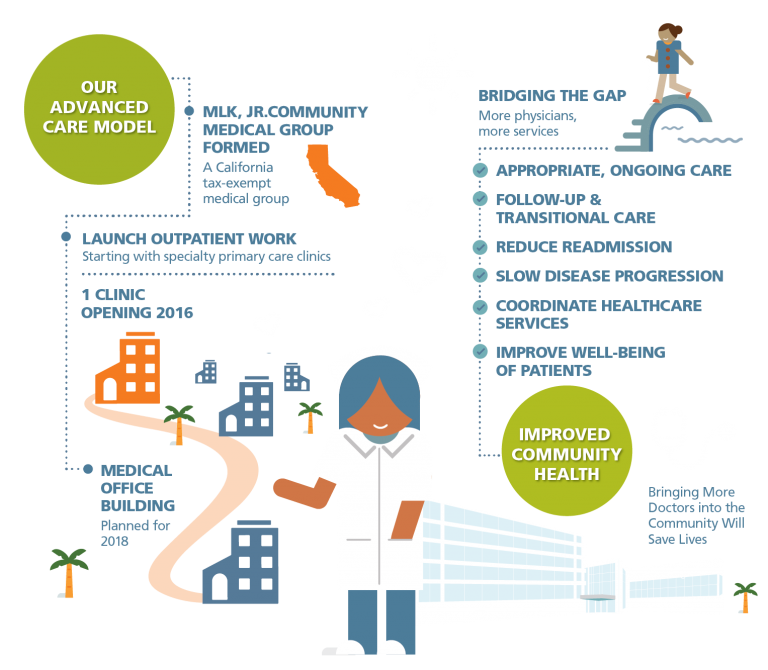 OUR
ADVANCED
CARE MODEL
MLK, JR.COMMUNITY
MEDICAL GROUP
FORMED
A California
tax-exempt
medical group
LAUNCH OUTPATIENT WORK
Starting with specialty primary care clinics
1 CLINIC
OPENING 2016
MEDICAL
OFFICE
BUILDING
Planned for
2018
BRIDGING THE GAP
More physicians,
more services
APPROPRIATE, ONGOING CARE
FOLLOW-UP &
TRANSITIONAL CARE
REDUCE READMISSION
SLOW DISEASE PROGRESSION
COORDINATE HEALTHCARE
SERVICES
IMPROVE WELL-BEING
OF PATIENTS
IMPROVED
COMMUNITY
HEALTH
Bringing More
Doctors into the
Community Will
Save Lives